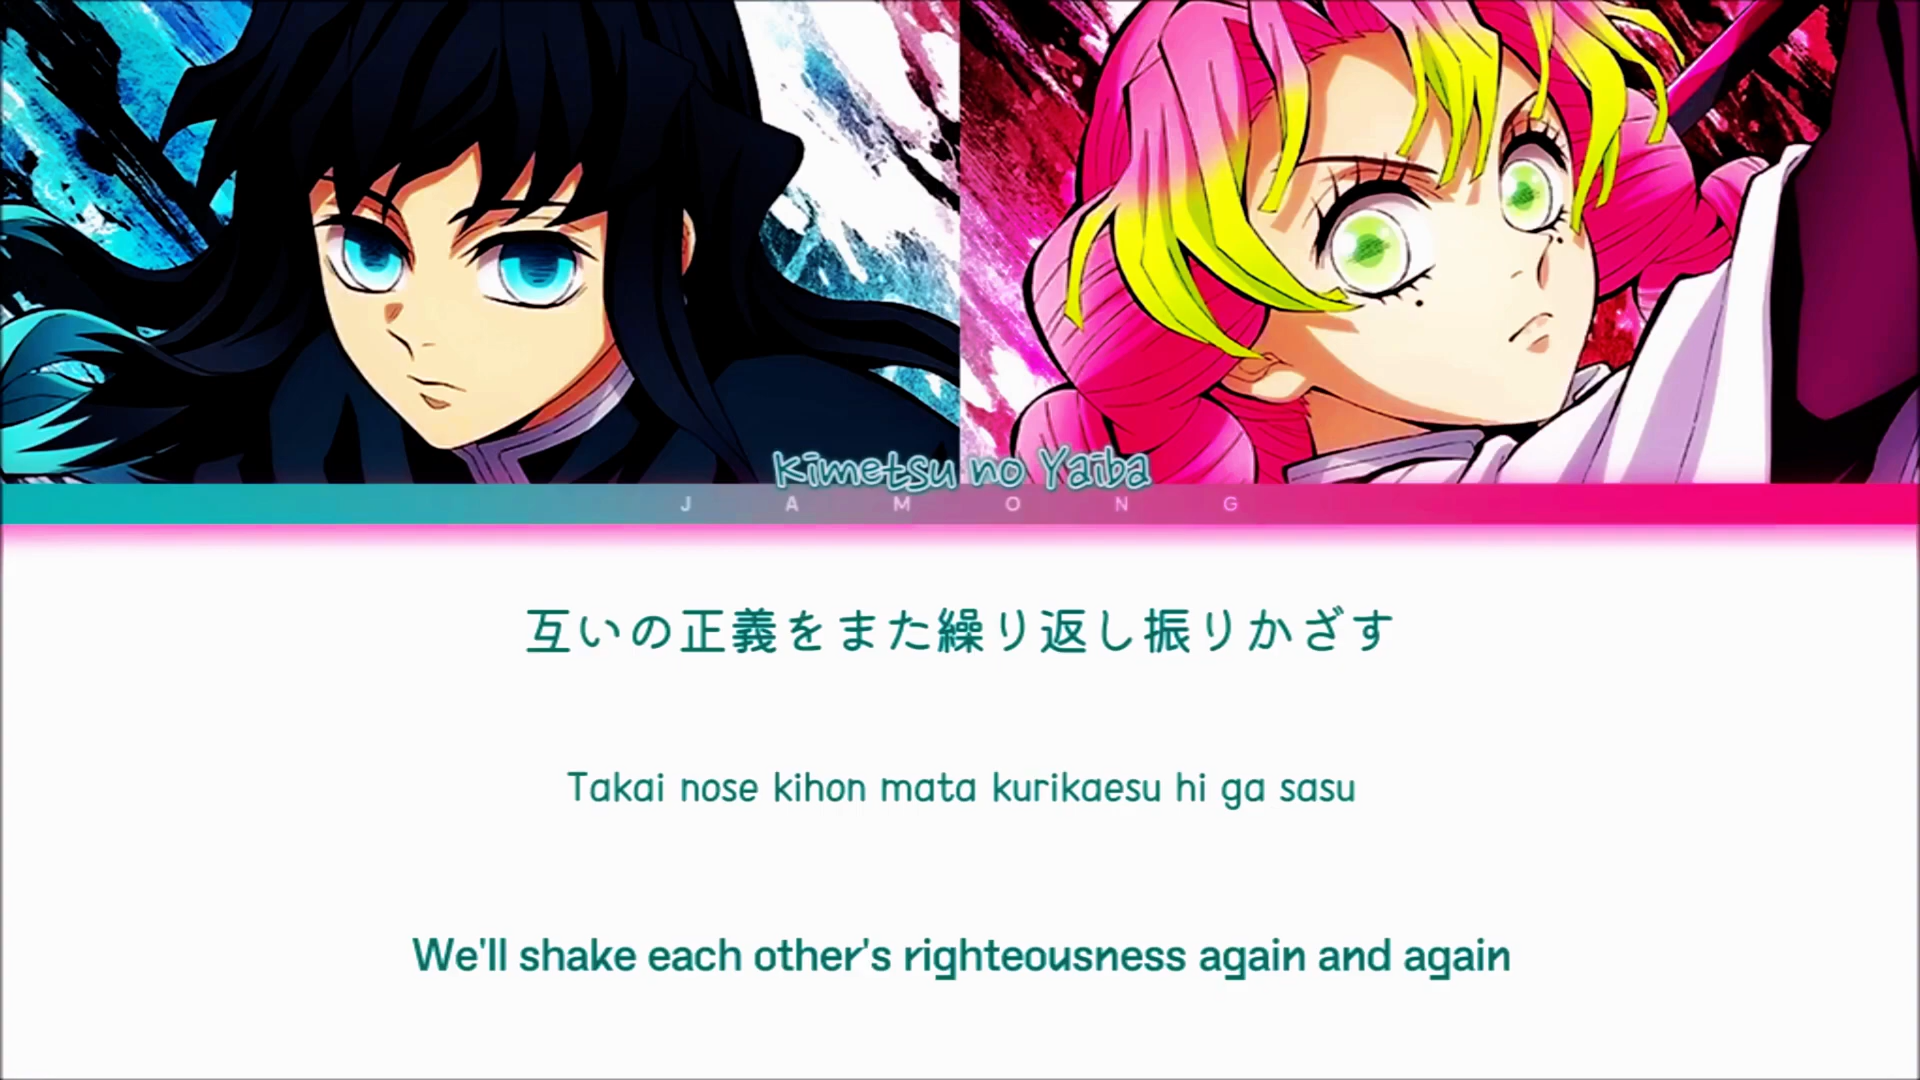 Kimetsu no Yaiba
JAMONG
互いの正義をまた繰り返し振りかざす
Takai nose kihon mata kurikaesu hi ga sasu
We'll shake each other's righteousness again and again